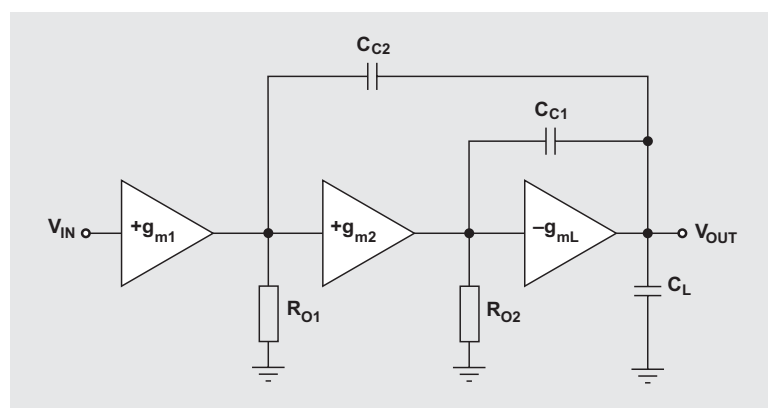 CC2
CC1
VIN
+gm1
+gm2
−gmL
VOUT
RO1
RO2
CL